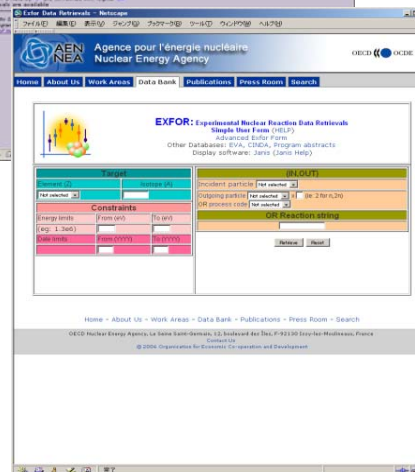 vals are available
Exfor Data Retrievals - Netscape
ファイル(F) 編集(E) 表示(V) ジャンプ(G) ブックマーク(B) ツール(T) ウィンドウ(W) ヘルプ(H)
AEN
NEA
Agence pour l'énergie nucléaire
Nuclear Energy Agency
OECD OCDE
Home About Us Work Areas Data Bank Publications Press Room Search
EXFOR: Experimental Nuclear Reaction Data Retrievals
Simple User Form (HELP)
Advanced Exfor Form
Other Databases: EVA, CINDA, Program abstracts
Display software: Janis (Janis Help)
Target
Element (Z) Isotope (A)
Not selected
Constraints
Energy limits From (eV) To (eV)
(eg: 1.3e6)
Date limits From (YYYY) To (YYYY)
(IN,OUT)
Incident particle Not selected
Outgoing particle Not selected x (ie: 2 for n,2n)
OR process code Not selected
OR Reaction string
Retrieve Reset
Home - About Us - Work Areas - Data Bank - Publications - Press Room - Search
OECD Nuclear Energy Agency, Le Seine Saint-Germain, 12, boulevard des Îles, F-92130 Issy-les-Moulineaux, France
Contact Us
© 2006 Organisation for Economic Co-operation and Development
完了